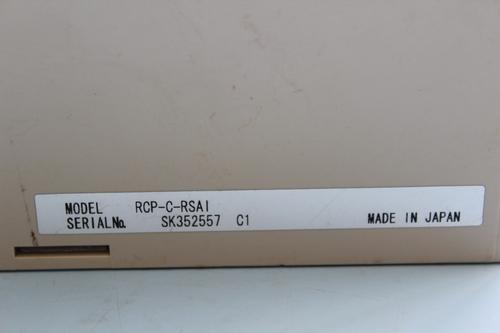 MODEL RCP-C-RSAI
SERIALNo. SK352557 C1
MADE IN JAPAN